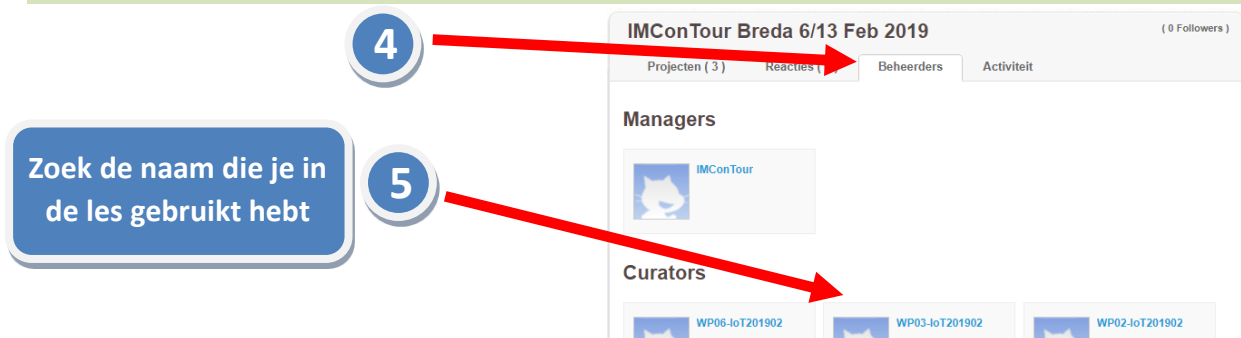 IMConTour Breda 6/13 Feb 2019
( 0 Followers )
4
Projecten ( 3 ) Reacties ( ) Beheerders Activiteit
Managers
IMConTour
Zoek de naam die je in
de les gebruikt hebt
5
Curators
WP06-IoT201902 WP03-IoT201902 WP02-IoT201902